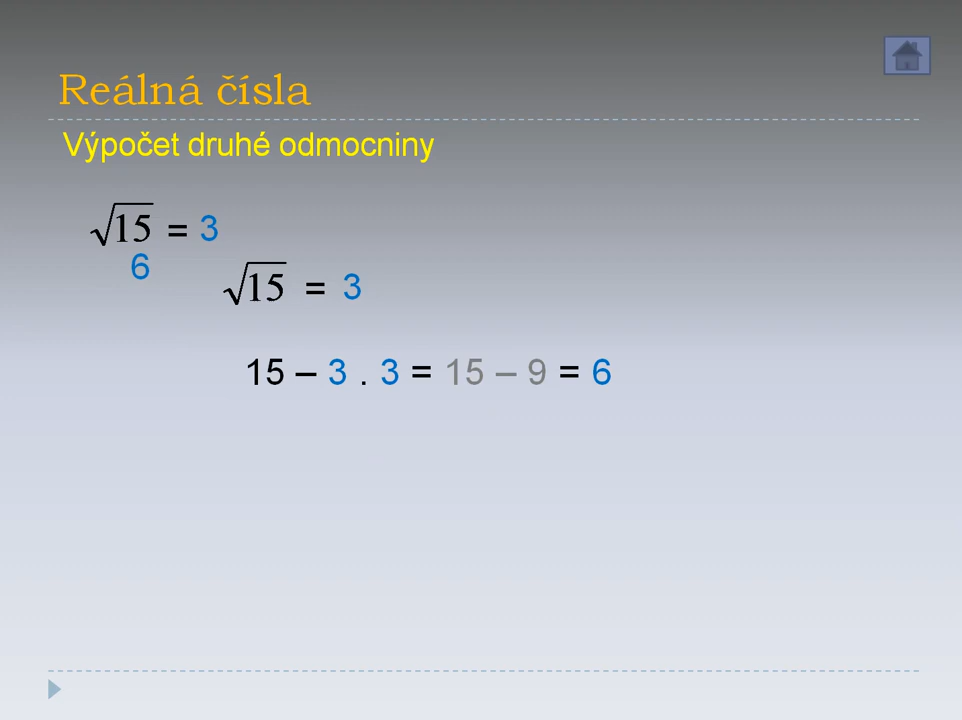 Reálná čísla
Výpočet druhé odmocniny
√15 = 3
6
√15 = 3
15 – 3 . 3 = 15 – 9 = 6